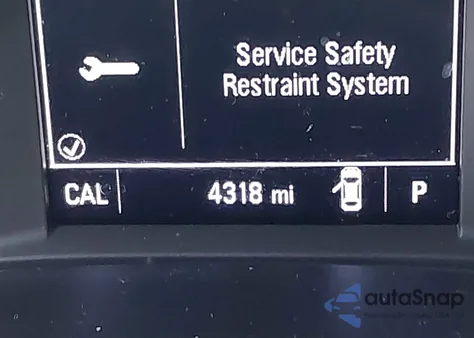 Service Safety
Restraint System
CAL 4318 mi P
autoSnap